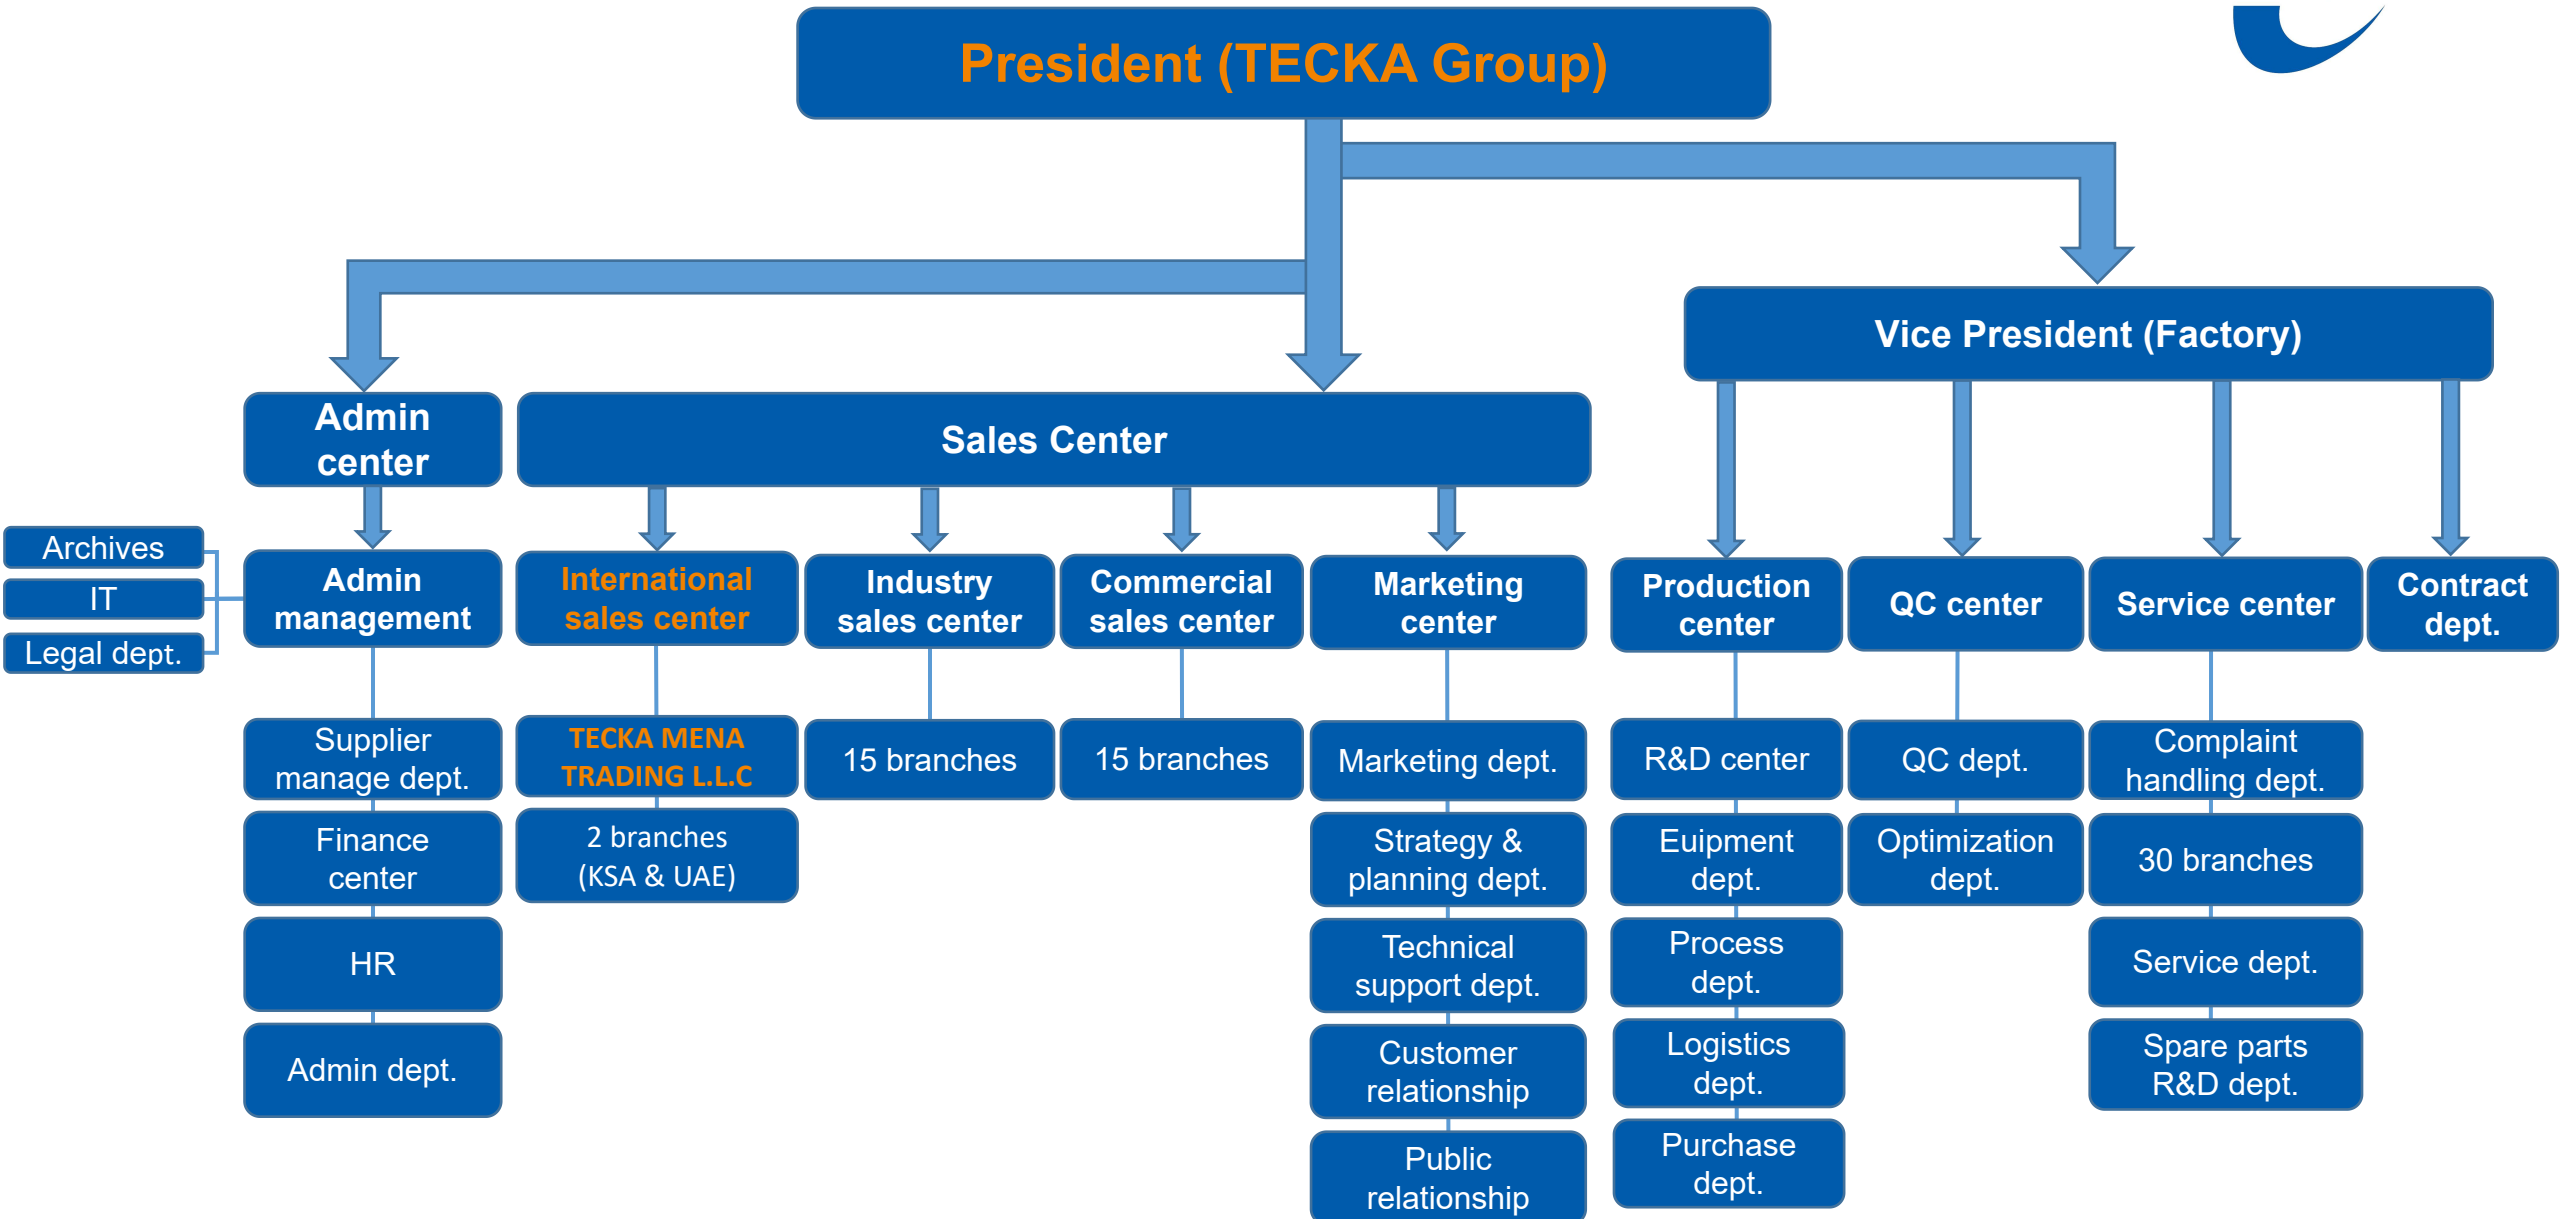 President (TECKA Group)
Vice President (Factory)
Admin
center
Sales Center
Archives
IT
Legal dept.
Admin
management
International
sales center
Industry
sales center
Commercial
sales center
Marketing
center
Production
center
QC center
Service center
Contract
dept.
Supplier
manage dept.
Finance
center
HR
Admin dept.
TECKA MENA
TRADING L.L.C
2 branches
(KSA & UAE)
15 branches
15 branches
Marketing dept.
Strategy &
planning dept.
Technical
support dept.
Customer
relationship
Public
relationship
R&D center
Euipment
dept.
Process
dept.
Logistics
dept.
Purchase
dept.
QC dept.
Optimization
dept.
Complaint
handling dept.
30 branches
Service dept.
Spare parts
R&D dept.